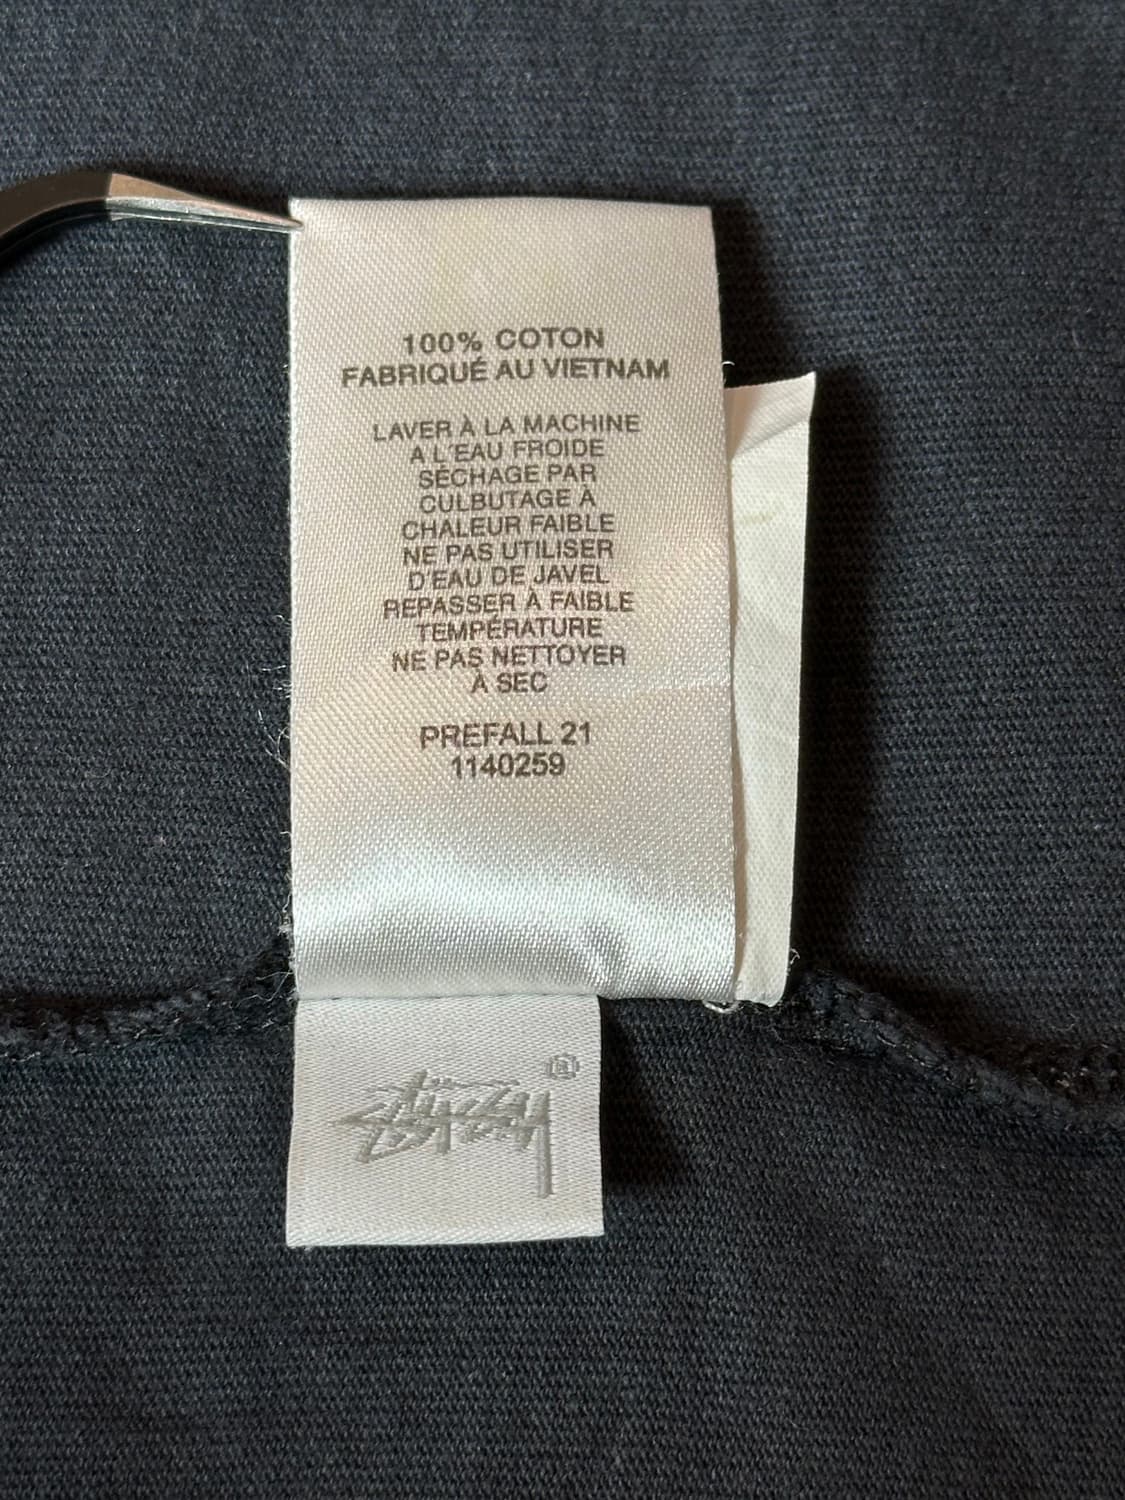 100% COTON
FABRIQUÉ AU VIETNAM
LAVER À LA MACHINE
A L'EAU FROIDE
SÉCHAGE PAR
CULBUTAGE À
CHALEUR FAIBLE
NE PAS UTILISER
D'EAU DE JAVEL
REPASSER À FAIBLE
TEMPÉRATURE
NE PAS NETTOYER
À SEC
PREFALL 21
1140259
Stüssy ®